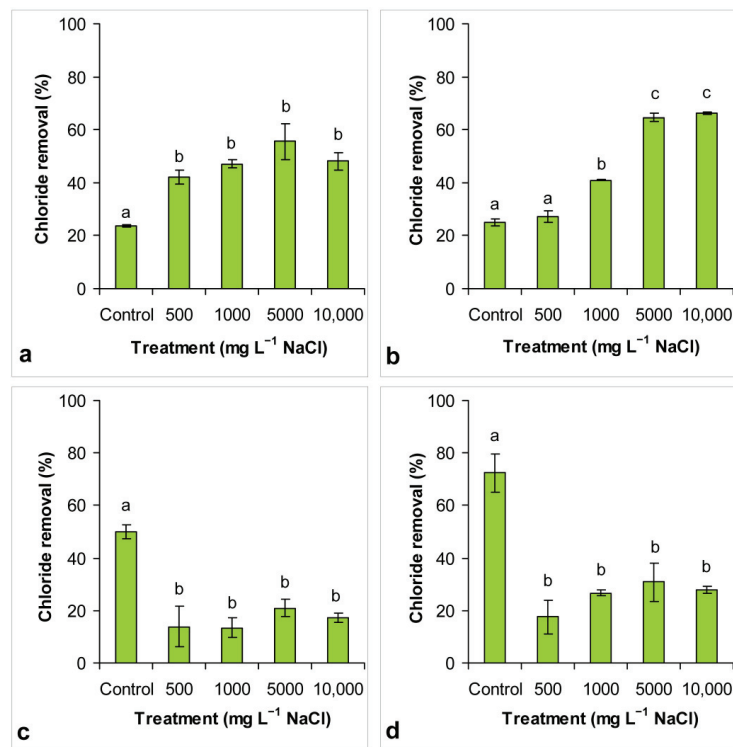 100
80
60
40
20
0
Chloride removal (%)
a
b
b
b
b
Control 500 1000 5000 10,000
Treatment (mg L⁻¹ NaCl)
a
100
80
60
40
20
0
Chloride removal (%)
a
a
b
c
c
Control 500 1000 5000 10,000
Treatment (mg L⁻¹ NaCl)
b
100
80
60
40
20
0
Chloride removal (%)
a
b
b
b
b
Control 500 1000 5000 10,000
Treatment (mg L⁻¹ NaCl)
c
100
80
60
40
20
0
Chloride removal (%)
a
b
b
b
b
Control 500 1000 5000 10,000
Treatment (mg L⁻¹ NaCl)
d